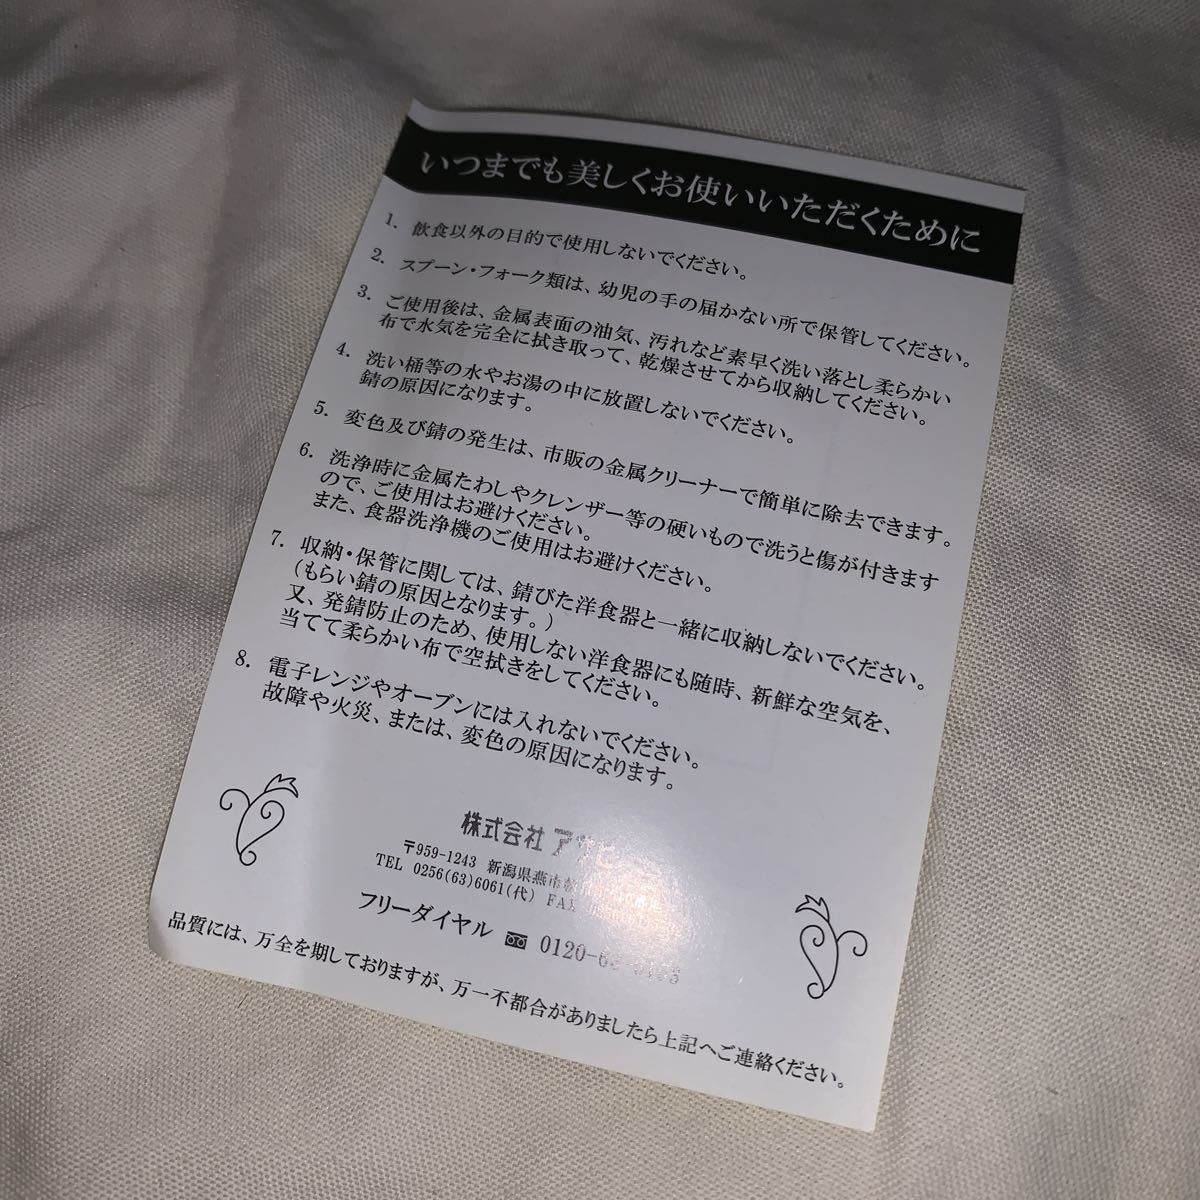 いつまでも美しくお使いいただくために
1. 飲食以外の目的で使用しないでください。
2. スプーン・フォーク類は、幼児の手の届かない所で保管してください。
3. ご使用後は、金属表面の油気、汚れなど素早く洗い落とし柔らかい
布で水気を完全に拭き取って、乾燥させてから収納してください。
4. 洗い桶等の水やお湯の中に放置しないでください。
錆の原因になります。
5. 変色及び錆の発生は、市販の金属クリーナーで簡単に除去できます。
6. 洗浄時に金属たわしやクレンザー等の硬いもので洗うと傷が付きます
ので、ご使用はお避けください。
また、食器洗浄機のご使用はお避けください。
7. 収納・保管に関しては、錆びた洋食器と一緒に収納しないでください。
(もらい錆の原因となります。)
又、発錆防止のため、使用しない洋食器にも随時、新鮮な空気を、
当てて柔らかい布で空拭きをしてください。
8. 電子レンジやオーブンには入れないでください。
故障や火災、または、変色の原因になります。
株式会社 アサヒ
〒959-1243 新潟県燕市
TEL 0256(63)6061(代) FAX
フリーダイヤル 0120-6
品質には、万全を期しておりますが、万一不都合がありましたら上記へご連絡ください。